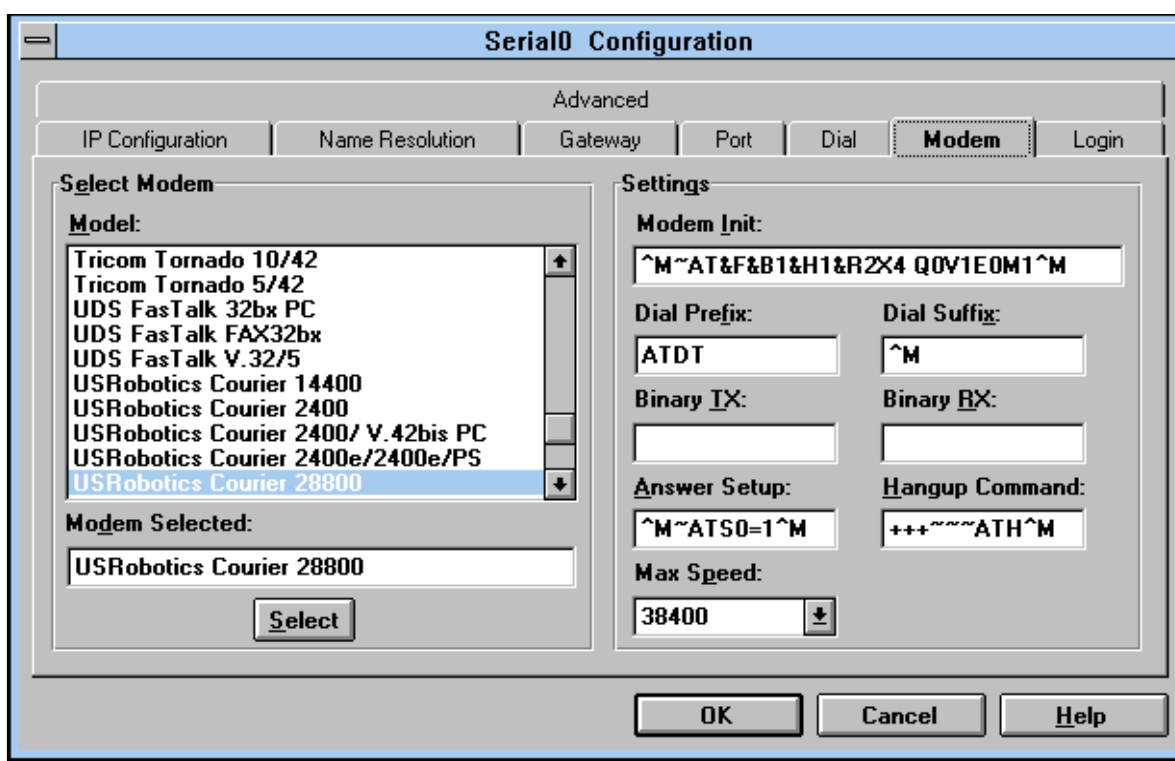 Serial0 Configuration
Advanced
IP Configuration
Name Resolution
Gateway
Port
Dial
Modem
Login
Select Modem
Model:
Tricom Tornado 10/42
Tricom Tornado 5/42
UDS FasTalk 32bx PC
UDS FasTalk FAX32bx
UDS FasTalk V.32/5
USRobotics Courier 14400
USRobotics Courier 2400
USRobotics Courier 2400/ V.42bis PC
USRobotics Courier 2400e/2400e/PS
USRobotics Courier 28800
Modem Selected:
USRobotics Courier 28800
Select
Settings
Modem Init:
^M~AT&F&B1&H1&R2X4 Q0V1E0M1^M
Dial Prefix:
Dial Suffix:
ATDT
^M
Binary TX:
Binary RX:
Answer Setup:
Hangup Command:
^M~ATS0=1^M
+++~~~ATH^M
Max Speed:
38400
OK
Cancel
Help